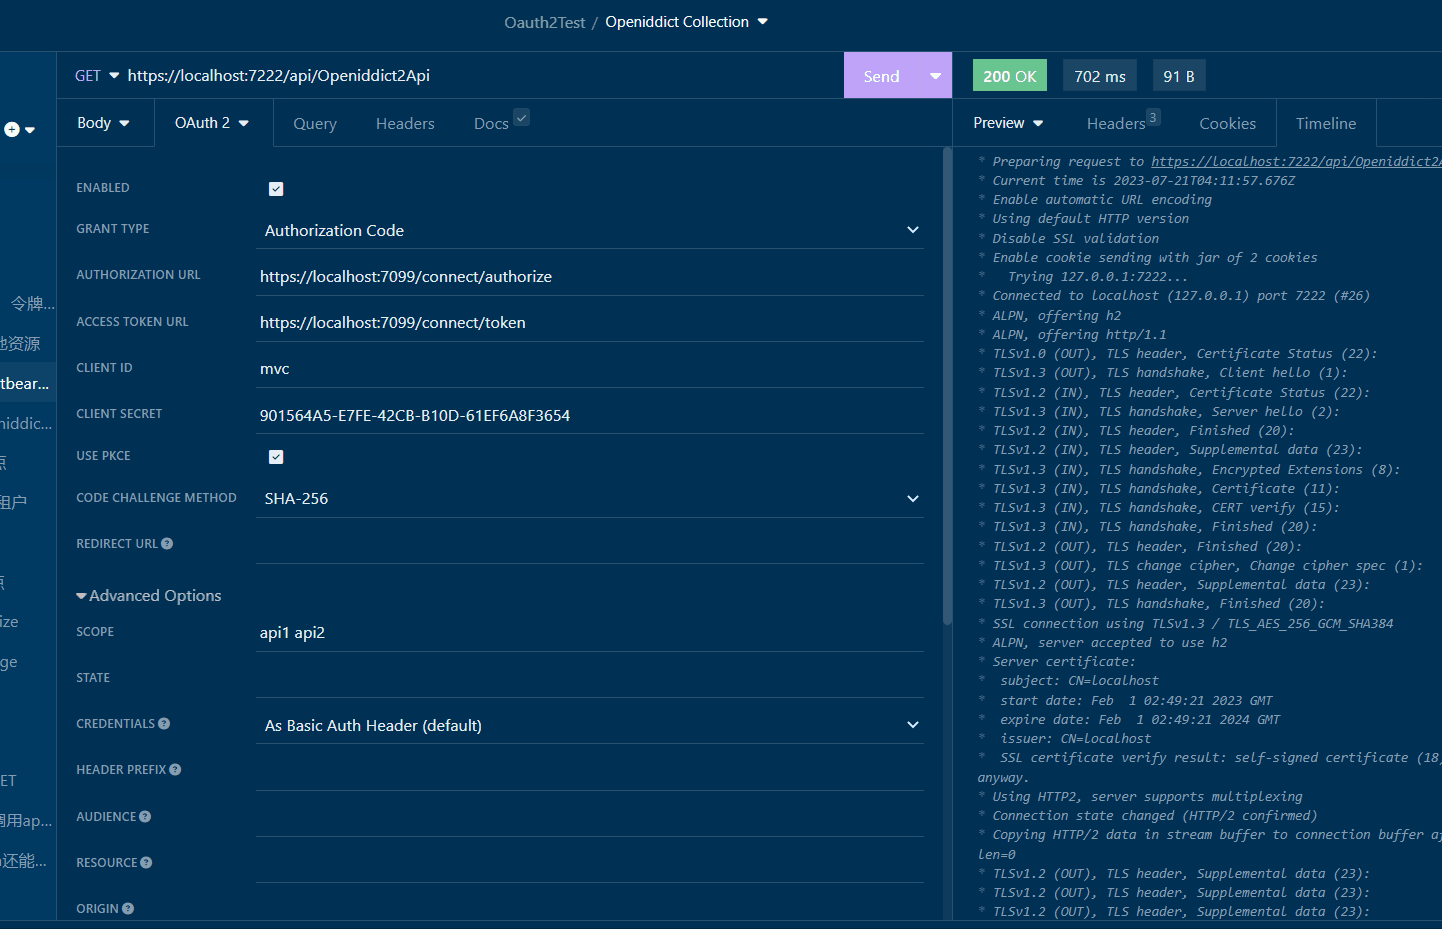 Oauth2Test / Openiddict Collection
GET https://localhost:7222/api/Openiddict2Api
Send
200 OK
702 ms
91 B
Body
OAuth 2
Query
Headers
Docs
Preview
Headers 3
Cookies
Timeline
令牌...
他资源
tbear...
niddic...
点
租户
点
ize
ge
ET
调用ap...
还能...
ENABLED
GRANT TYPE
Authorization Code
AUTHORIZATION URL
https://localhost:7099/connect/authorize
ACCESS TOKEN URL
https://localhost:7099/connect/token
CLIENT ID
mvc
CLIENT SECRET
901564A5-E7FE-42CB-B10D-61EF6A8F3654
USE PKCE
CODE CHALLENGE METHOD
SHA-256
REDIRECT URL
Advanced Options
SCOPE
api1 api2
STATE
CREDENTIALS
As Basic Auth Header (default)
HEADER PREFIX
AUDIENCE
RESOURCE
ORIGIN
* Preparing request to https://localhost:7222/api/Openiddict2A
* Current time is 2023-07-21T04:11:57.676Z
* Enable automatic URL encoding
* Using default HTTP version
* Disable SSL validation
* Enable cookie sending with jar of 2 cookies
*   Trying 127.0.0.1:7222...
* Connected to localhost (127.0.0.1) port 7222 (#26)
* ALPN, offering h2
* ALPN, offering http/1.1
* TLSv1.0 (OUT), TLS header, Certificate Status (22):
* TLSv1.3 (OUT), TLS handshake, Client hello (1):
* TLSv1.2 (IN), TLS header, Certificate Status (22):
* TLSv1.3 (IN), TLS handshake, Server hello (2):
* TLSv1.2 (IN), TLS header, Finished (20):
* TLSv1.2 (IN), TLS header, Supplemental data (23):
* TLSv1.3 (IN), TLS handshake, Encrypted Extensions (8):
* TLSv1.3 (IN), TLS handshake, Certificate (11):
* TLSv1.3 (IN), TLS handshake, CERT verify (15):
* TLSv1.3 (IN), TLS handshake, Finished (20):
* TLSv1.2 (OUT), TLS header, Finished (20):
* TLSv1.3 (OUT), TLS change cipher, Change cipher spec (1):
* TLSv1.2 (OUT), TLS header, Supplemental data (23):
* TLSv1.3 (OUT), TLS handshake, Finished (20):
* SSL connection using TLSv1.3 / TLS_AES_256_GCM_SHA384
* ALPN, server accepted to use h2
* Server certificate:
*  subject: CN=localhost
*  start date: Feb  1 02:49:21 2023 GMT
*  expire date: Feb  1 02:49:21 2024 GMT
*  issuer: CN=localhost
*  SSL certificate verify result: self-signed certificate (18)
anyway.
* Using HTTP2, server supports multiplexing
* Connection state changed (HTTP/2 confirmed)
* Copying HTTP/2 data in stream buffer to connection buffer af
len=0
* TLSv1.2 (OUT), TLS header, Supplemental data (23):
* TLSv1.2 (OUT), TLS header, Supplemental data (23):
* TLSv1.2 (OUT), TLS header, Supplemental data (23):